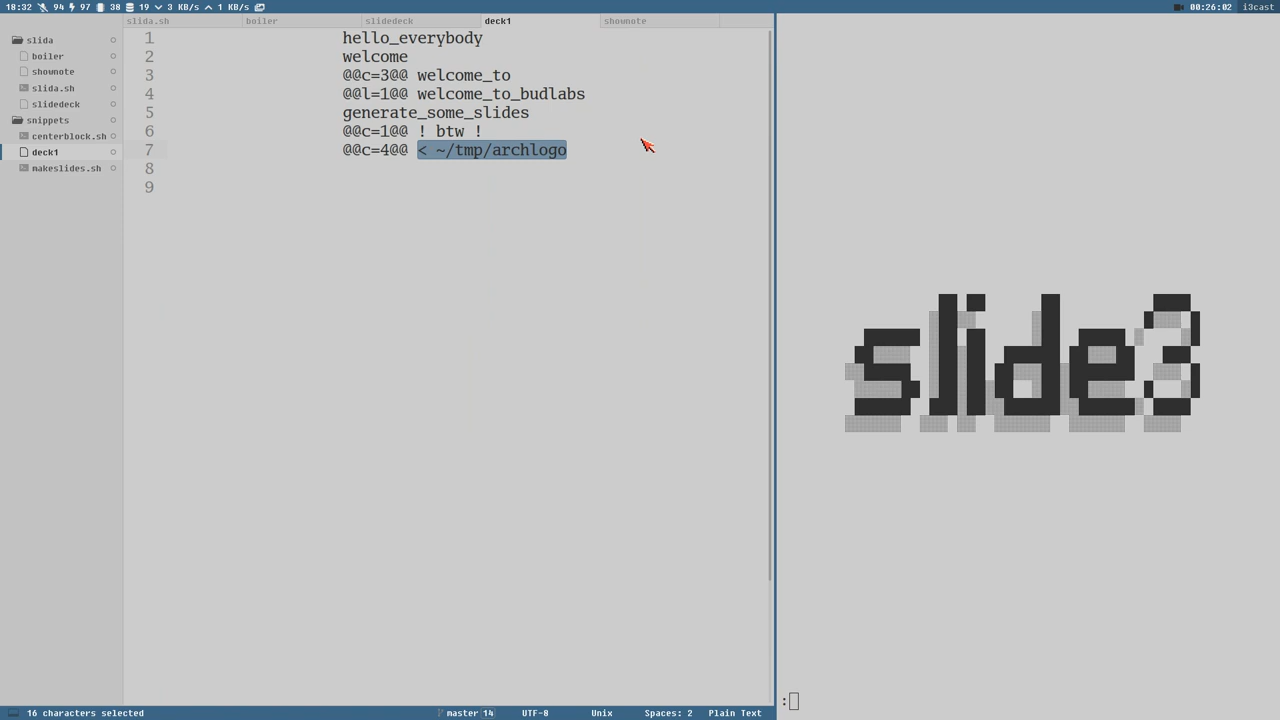 18:32 94 97 38 19 3 KB/s 1 KB/s 00:26:02 i3cast
slida.sh boiler slidedeck deck1 shownote
slida
boiler
shownote
slida.sh
slidedeck
snippets
centerblock.sh
deck1
makeslides.sh
1 hello_everybody
2 welcome
3 @@c=3@@ welcome_to
4 @@l=1@@ welcome_to_budlabs
5 generate_some_slides
6 @@c=1@@ ! btw !
7 @@c=4@@ < ~/tmp/archlogo
8
9
slide3
:
16 characters selected master 14 UTF-8 Unix Spaces: 2 Plain Text